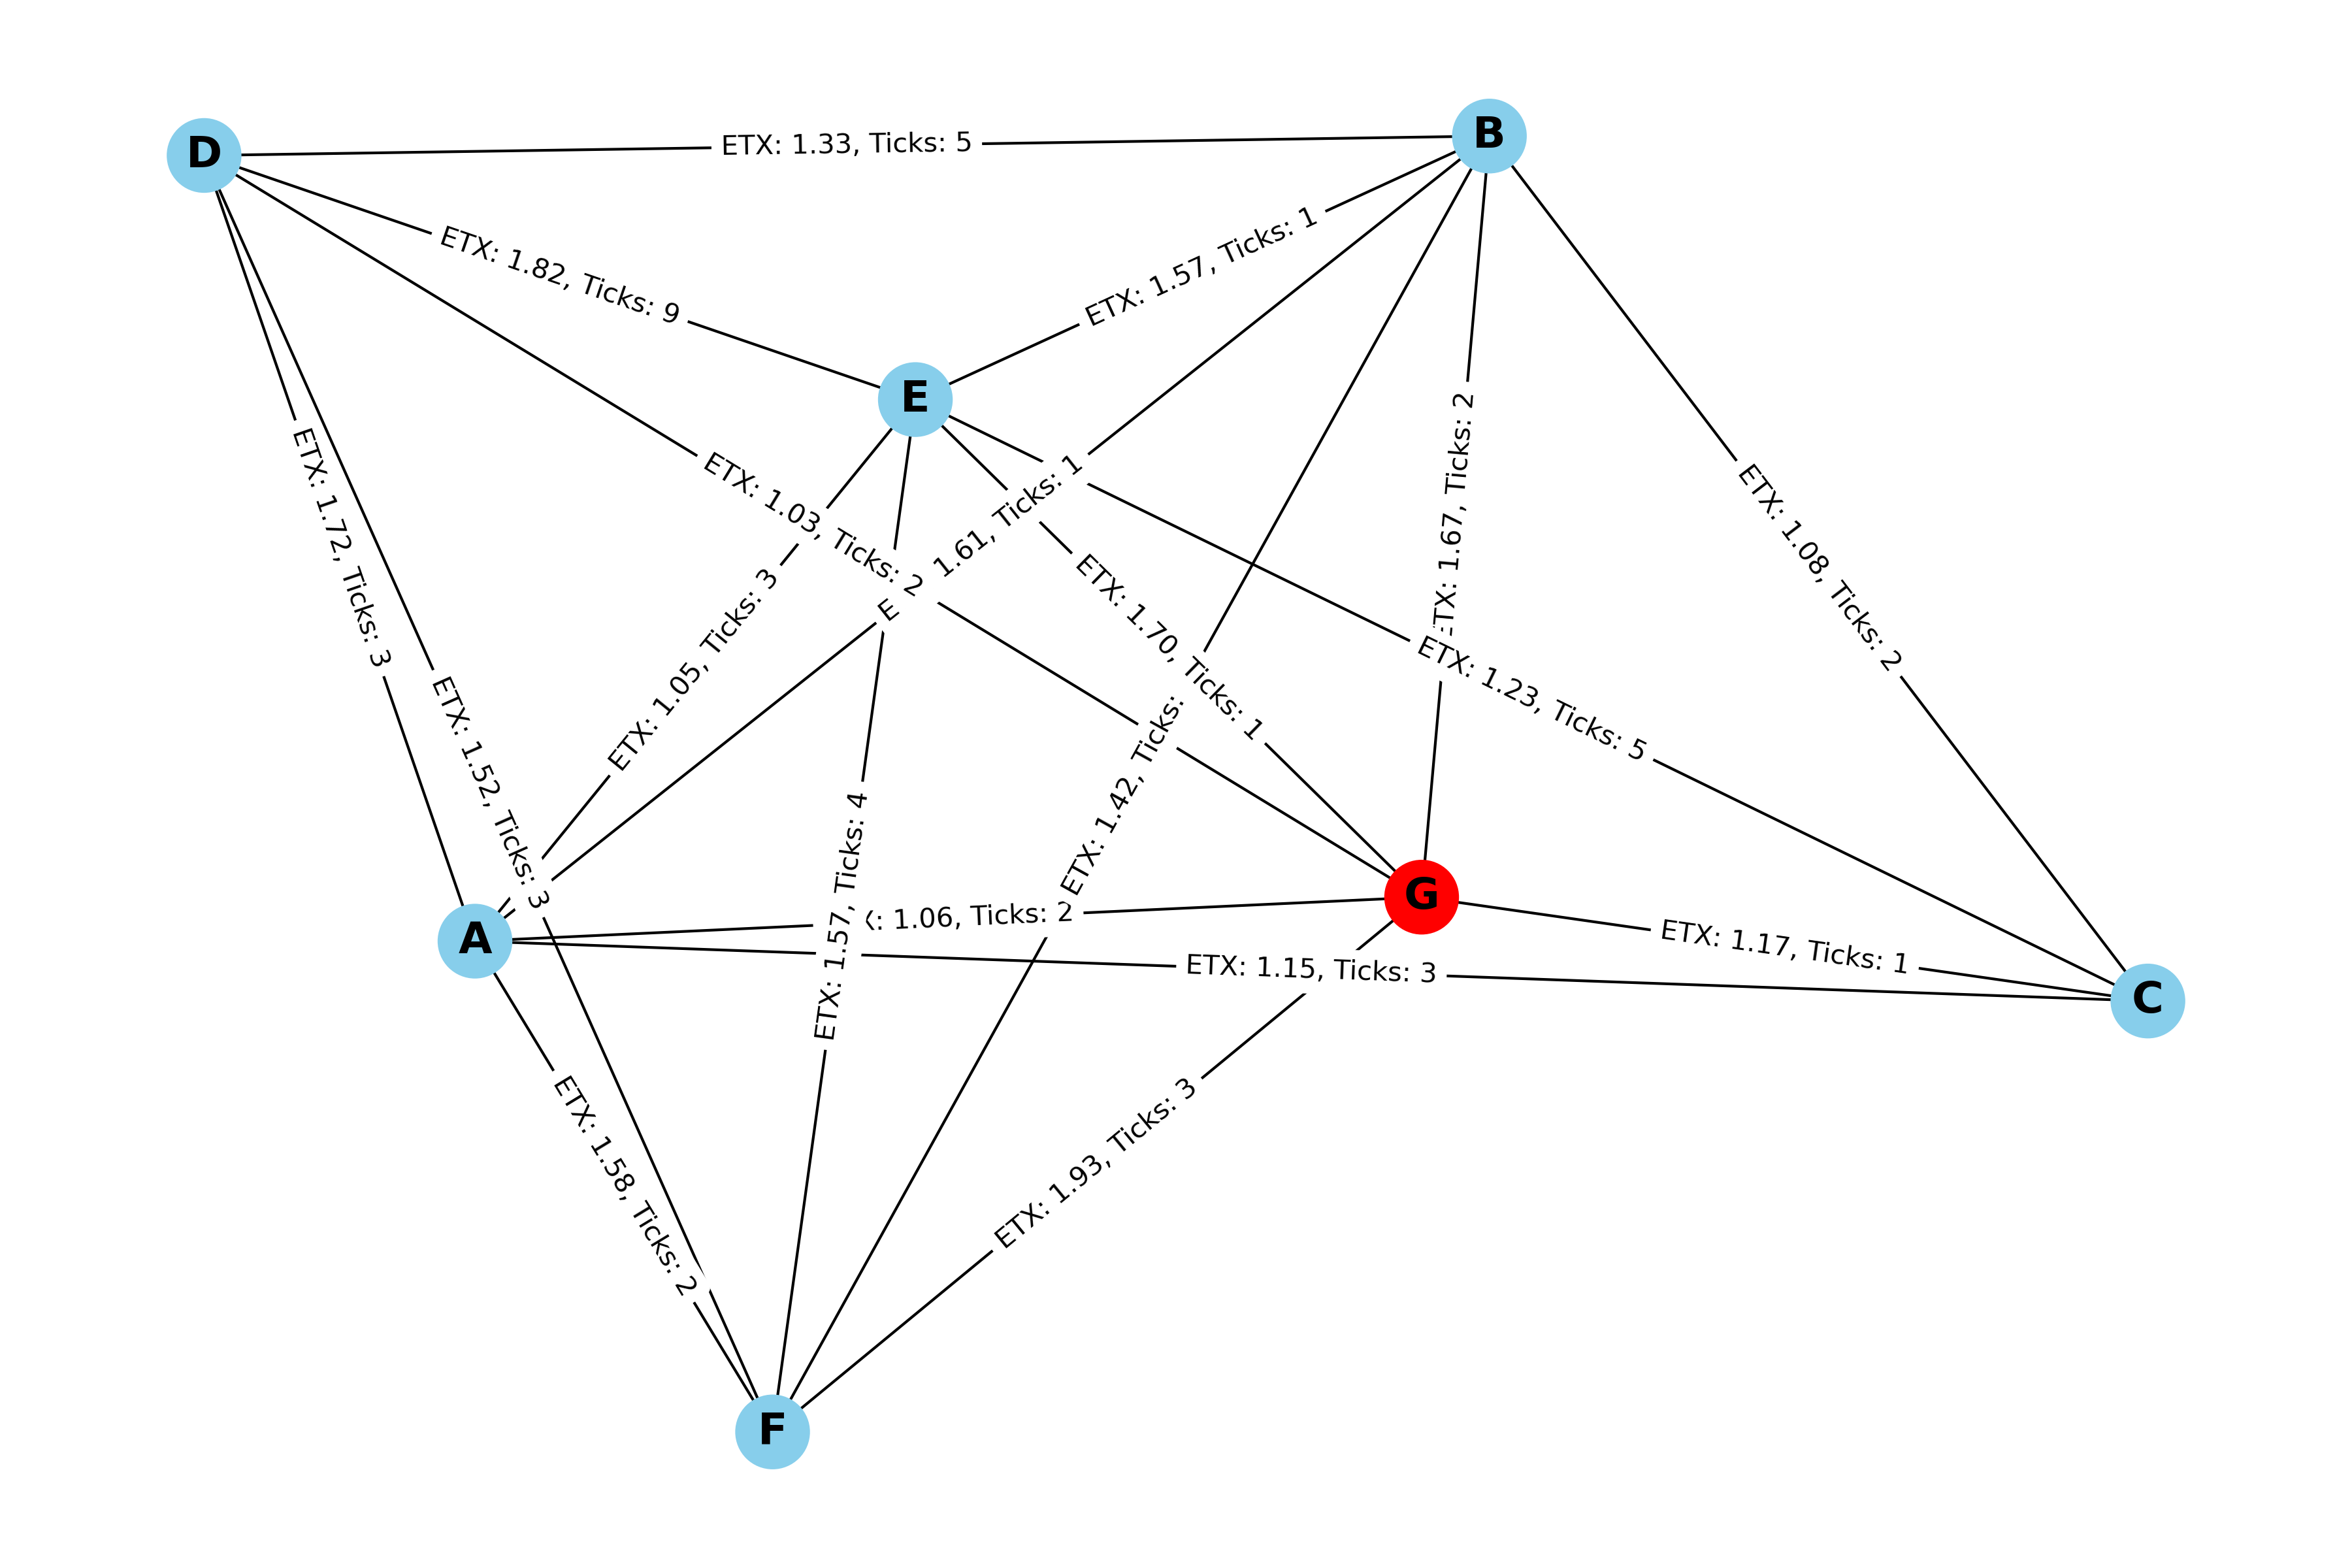 D
B
ETX: 1.33, Ticks: 5
ETX: 1.82, Ticks: 9
ETX: 1.57, Ticks: 1
E
ETX: 1.03, Ticks: 2
1.61, Ticks: 1
ETX: 1.67, Ticks: 2
ETX: 1.08, Ticks: 2
ETX: 1.72, Ticks: 3
ETX: 1.05, Ticks: 3
ETX: 1.70, Ticks: 1
ETX: 1.23, Ticks: 5
ETX: 1.52, Ticks: 3
ETX: 1.42, Ticks:
ETX: 1.57, Ticks: 4
G
1.06, Ticks: 2
A
ETX: 1.17, Ticks: 1
ETX: 1.15, Ticks: 3
C
ETX: 1.58, Ticks: 2
ETX: 1.93, Ticks: 3
F